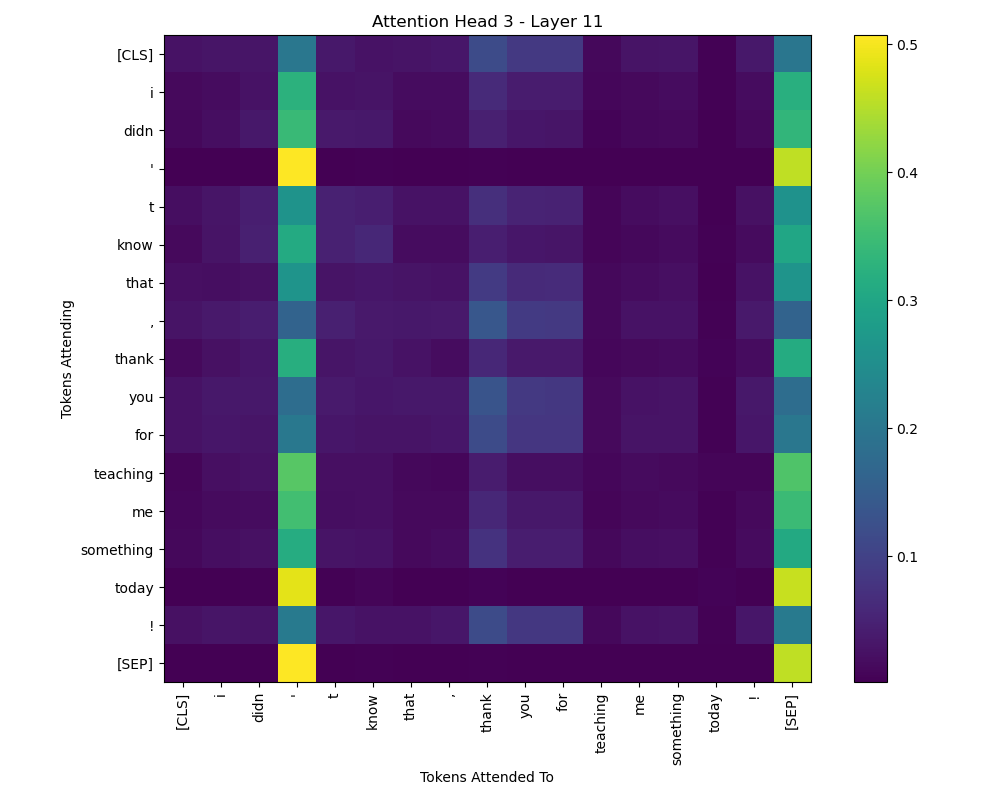 Attention Head 3 - Layer 11
Tokens Attending
[CLS]
i
didn
'
t
know
that
,
thank
you
for
teaching
me
something
today
!
[SEP]
[CLS]
i
didn
'
t
know
that
,
thank
you
for
teaching
me
something
today
!
[SEP]
Tokens Attended To
0.5
0.4
0.3
0.2
0.1